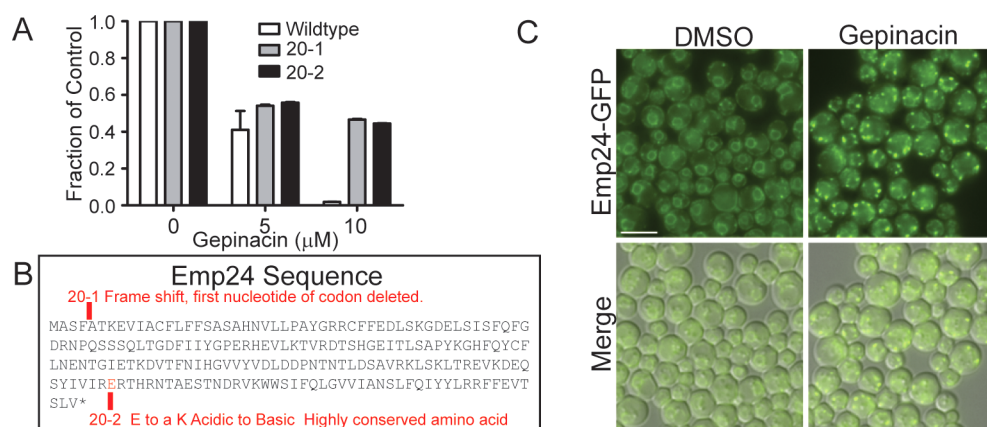 A
Fraction of Control
1.0
0.8
0.6
0.4
0.2
0.0
Wildtype
20-1
20-2
0 5 10
Gepinacin (μM)
B
Emp24 Sequence
20-1 Frame shift, first nucleotide of codon deleted.
MASFATKEVIACFLFFSASAHNVLLPAYGRRCFFEDLSKGDELSISFQFG
DRNPQSSSQLTGDFIIYGPERHEVLKTVRDTSHGEITLSAPYKGHFQYCF
LNENTGIETKDVTFNIHGVVYVDLDDPNTNTLDSAVRKLSKLTREVKDEQ
SYIVIRERTHRNTAESTNDRVKWWSIFQLGVVIANSLFQIYYLRRFFEVT
SLV*
20-2 E to a K Acidic to Basic Highly conserved amino acid
C
DMSO Gepinacin
Emp24-GFP
Merge